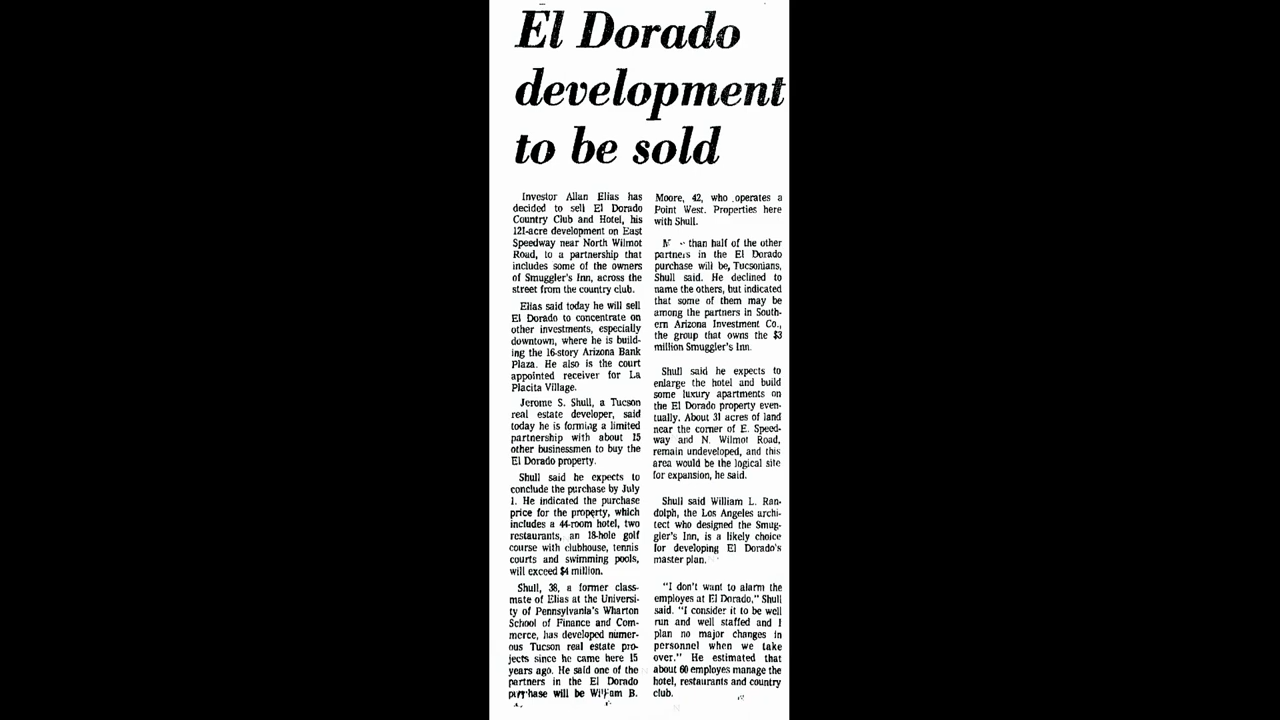 El Dorado
development
to be sold
Investor Allan Elias has
decided to sell El Dorado
Country Club and Hotel, his
121-acre development on East
Speedway near North Wilmot
Road, to a partnership that
includes some of the owners
of Smuggler's Inn, across the
street from the country club.
Elias said today he will sell
El Dorado to concentrate on
other investments, especially
downtown, where he is build-
ing the 16-story Arizona Bank
Plaza. He also is the court
appointed receiver for La
Placita Village.
Jerome S. Shull, a Tucson
real estate developer, said
today he is forming a limited
partnership with about 15
other businessmen to buy the
El Dorado property.
Shull said he expects to
conclude the purchase by July
1. He indicated the purchase
price for the property, which
includes a 44-room hotel, two
restaurants, an 18-hole golf
course with clubhouse, tennis
courts and swimming pools,
will exceed $4 million.
Shull, 38, a former class-
mate of Elias at the Universi-
ty of Pennsylvania's Wharton
School of Finance and Com-
merce, has developed numer-
ous Tucson real estate pro-
jects since he came here 15
years ago. He said one of the
partners in the El Dorado
purchase will be William B.
Moore, 42, who operates a
Point West. Properties here
with Shull.
than half of the other
partners in the El Dorado
purchase will be, Tucsonians,
Shull said. He declined to
name the others, but indicated
that some of them may be
among the partners in South-
ern Arizona Investment Co.,
the group that owns the $3
million Smuggler's Inn.
Shull said he expects to
enlarge the hotel and build
some luxury apartments on
the El Dorado property even-
tually. About 31 acres of land
near the corner of E. Speed-
way and N. Wilmot Road,
remain undeveloped, and this
area would be the logical site
for expansion, he said.
Shull said William L. Ran-
dolph, the Los Angeles archi-
tect who designed the Smug-
gler's Inn, is a likely choice
for developing El Dorado's
master plan.
"I don't want to alarm the
employes at El Dorado," Shull
said. "I consider it to be well
run and well staffed and I
plan no major changes in
personnel when we take
over." He estimated that
about 60 employes manage the
hotel, restaurants and country
club.